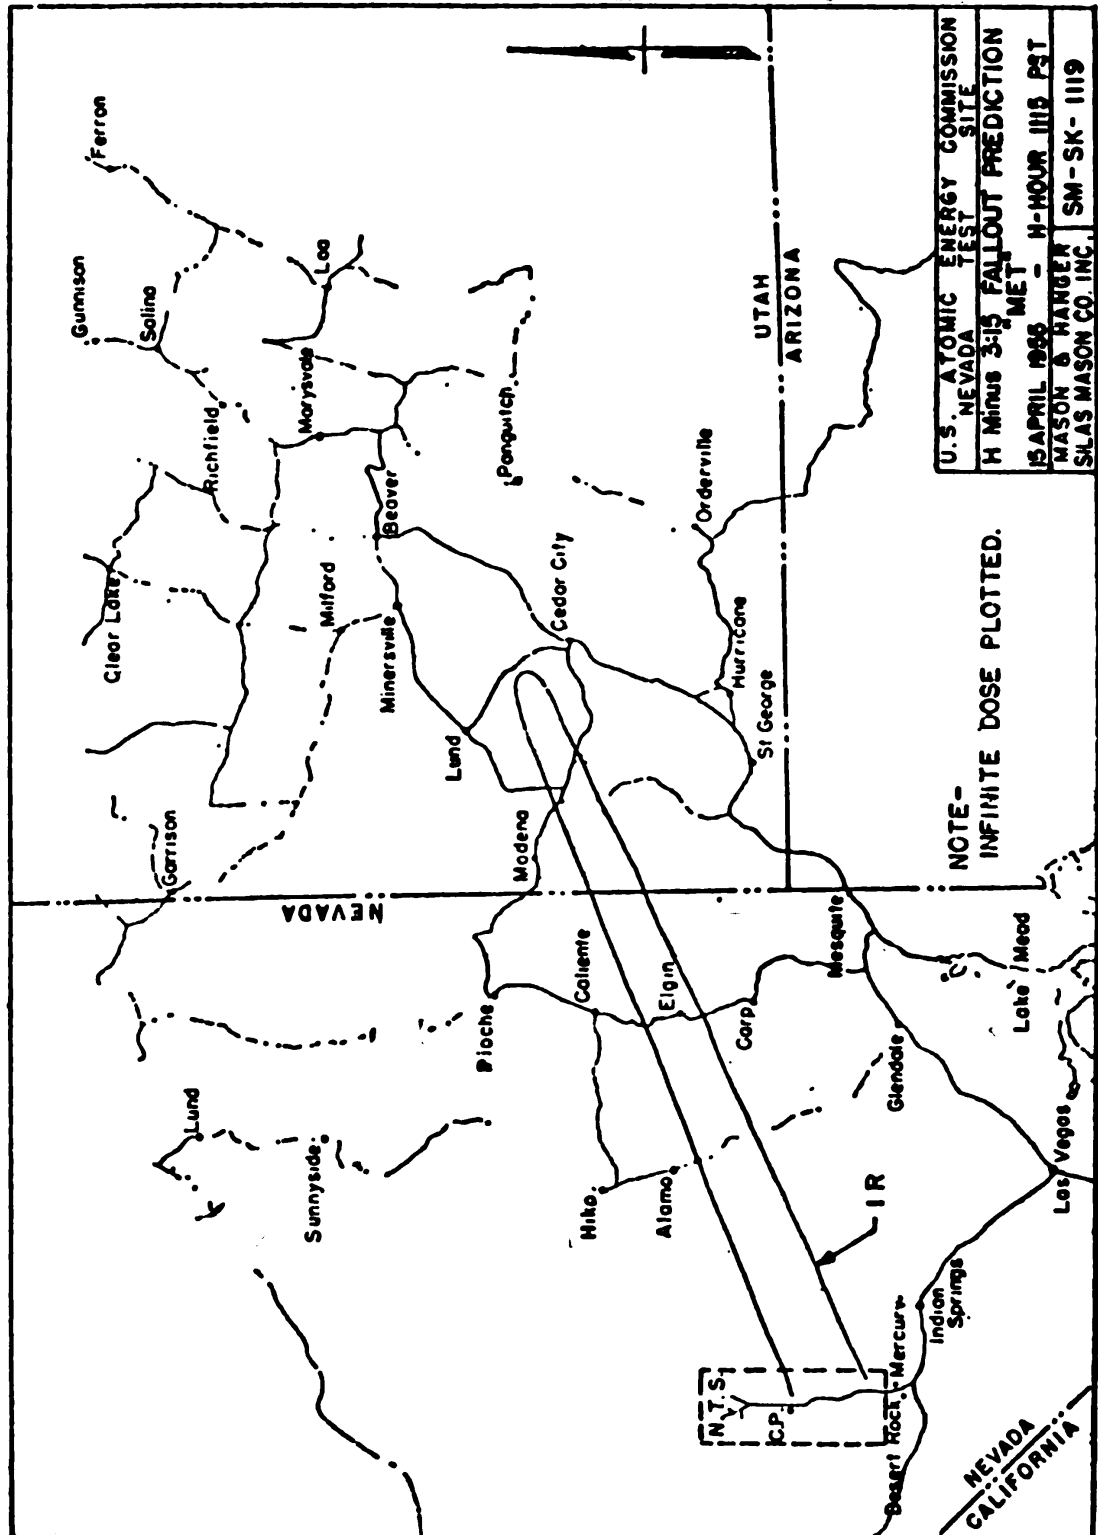 Ferron
Gunnison
Salina
Loa
Richfield
Marysvale
Panguitch
Clear Lake
Milford
Beaver
Minersville
Cedar City
Orderville
Hurricane
St George
Lund
Modena
Garrison
UTAH
ARIZONA
NEVADA
Pioche
Caliente
Elgin
Carp
Mesquite
Glendale
Lake Mead
Lund
Sunnyside
Hiko
Alamo
Las Vegas
Indian
Springs
Mercury
Desert Rock
N.T.S.
C.P.
1R
NEVADA
CALIFORNIA
NOTE-
INFINITE DOSE PLOTTED.
U.S. ATOMIC ENERGY COMMISSION
NEVADA TEST SITE
H Minus 3:15 FALLOUT PREDICTION
"MET"
15 APRIL 1955 - H-HOUR 1115 PST
MASON & HANGER
SILAS MASON CO. INC.
SM-SK-1119